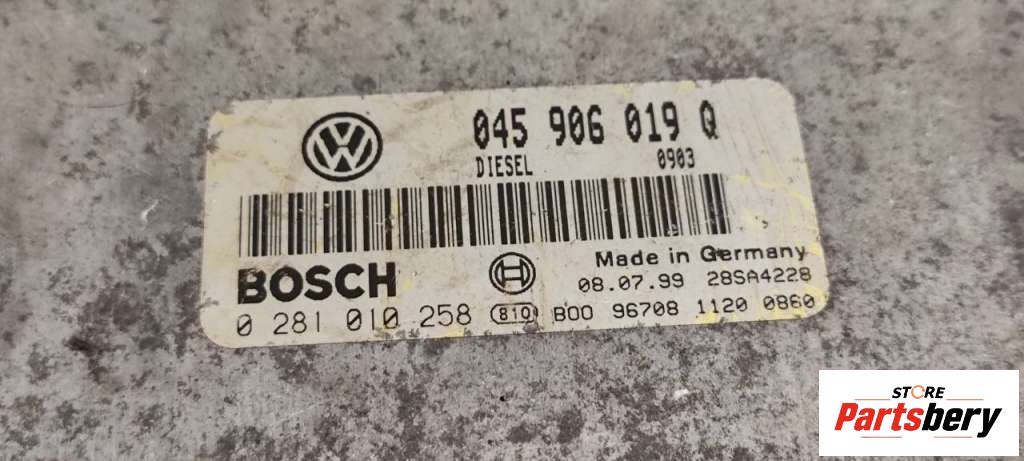 045 906 019 Q
DIESEL 0903
Made in Germany
BOSCH 08.07.99 28SA4228
0 281 010 258 810 B00 96708 1120 0860
STORE
Partsbery